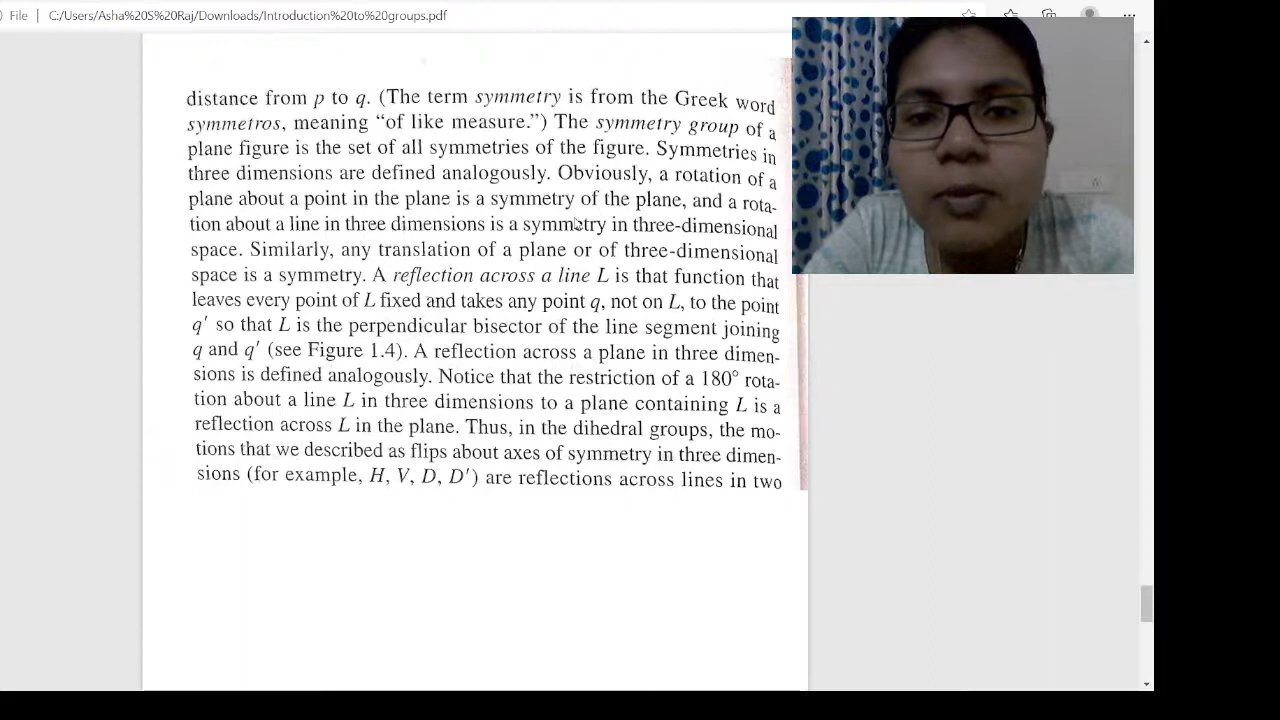 File | C:/Users/Asha%20S%20Raj/Downloads/Introduction%20to%20groups.pdf
distance from p to q. (The term symmetry is from the Greek word
symmetros, meaning “of like measure.”) The symmetry group of a
plane figure is the set of all symmetries of the figure. Symmetries in
three dimensions are defined analogously. Obviously, a rotation of a
plane about a point in the plane is a symmetry of the plane, and a rota-
tion about a line in three dimensions is a symmetry in three-dimensional
space. Similarly, any translation of a plane or of three-dimensional
space is a symmetry. A reflection across a line L is that function that
leaves every point of L fixed and takes any point q, not on L, to the point
q′ so that L is the perpendicular bisector of the line segment joining
q and q′ (see Figure 1.4). A reflection across a plane in three dimen-
sions is defined analogously. Notice that the restriction of a 180° rota-
tion about a line L in three dimensions to a plane containing L is a
reflection across L in the plane. Thus, in the dihedral groups, the mo-
tions that we described as flips about axes of symmetry in three dimen-
sions (for example, H, V, D, D′) are reflections across lines in two